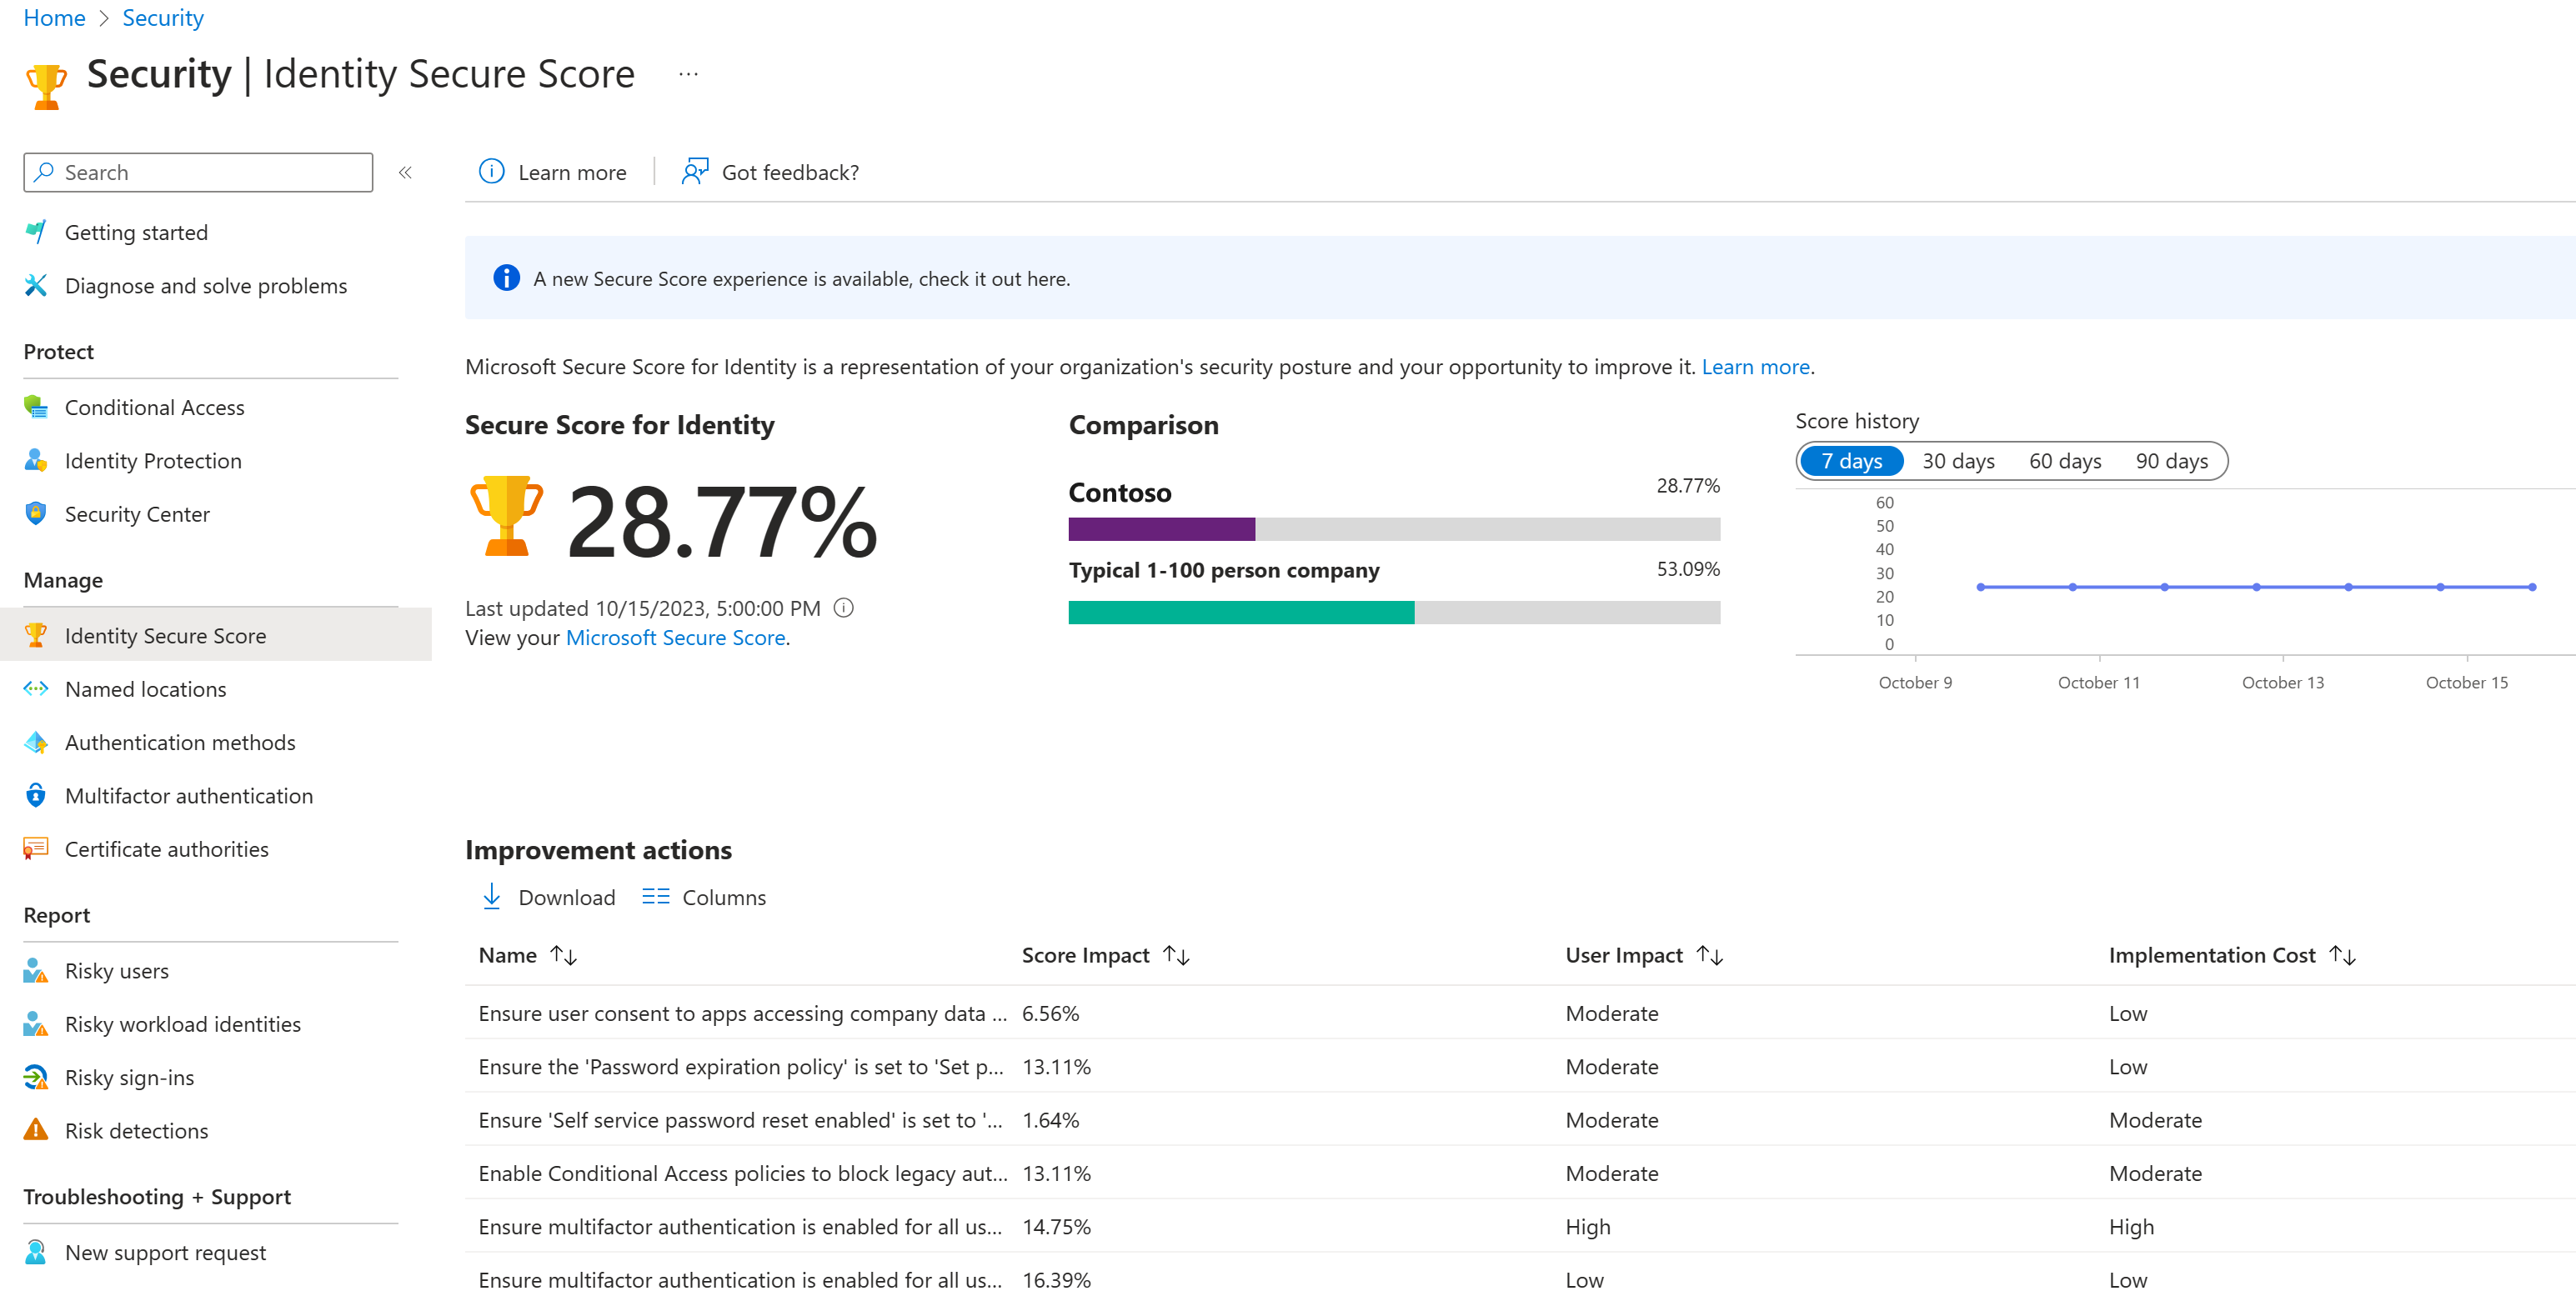 Home > Security
Security | Identity Secure Score ...
Search «
Getting started
Diagnose and solve problems
Protect
Conditional Access
Identity Protection
Security Center
Manage
Identity Secure Score
Named locations
Authentication methods
Multifactor authentication
Certificate authorities
Report
Risky users
Risky workload identities
Risky sign-ins
Risk detections
Troubleshooting + Support
New support request
Learn more | Got feedback?
A new Secure Score experience is available, check it out here.
Microsoft Secure Score for Identity is a representation of your organization's security posture and your opportunity to improve it. Learn more.
Secure Score for Identity
28.77%
Last updated 10/15/2023, 5:00:00 PM
View your Microsoft Secure Score.
Comparison
Contoso 28.77%
Typical 1-100 person company 53.09%
Score history
7 days 30 days 60 days 90 days
60
50
40
30
20
10
0
October 9 October 11 October 13 October 15
Improvement actions
Download Columns
Name Score Impact User Impact Implementation Cost
Ensure user consent to apps accessing company data ... 6.56% Moderate Low
Ensure the 'Password expiration policy' is set to 'Set p... 13.11% Moderate Low
Ensure 'Self service password reset enabled' is set to '... 1.64% Moderate Moderate
Enable Conditional Access policies to block legacy aut... 13.11% Moderate Moderate
Ensure multifactor authentication is enabled for all us... 14.75% High High
Ensure multifactor authentication is enabled for all us... 16.39% Low Low